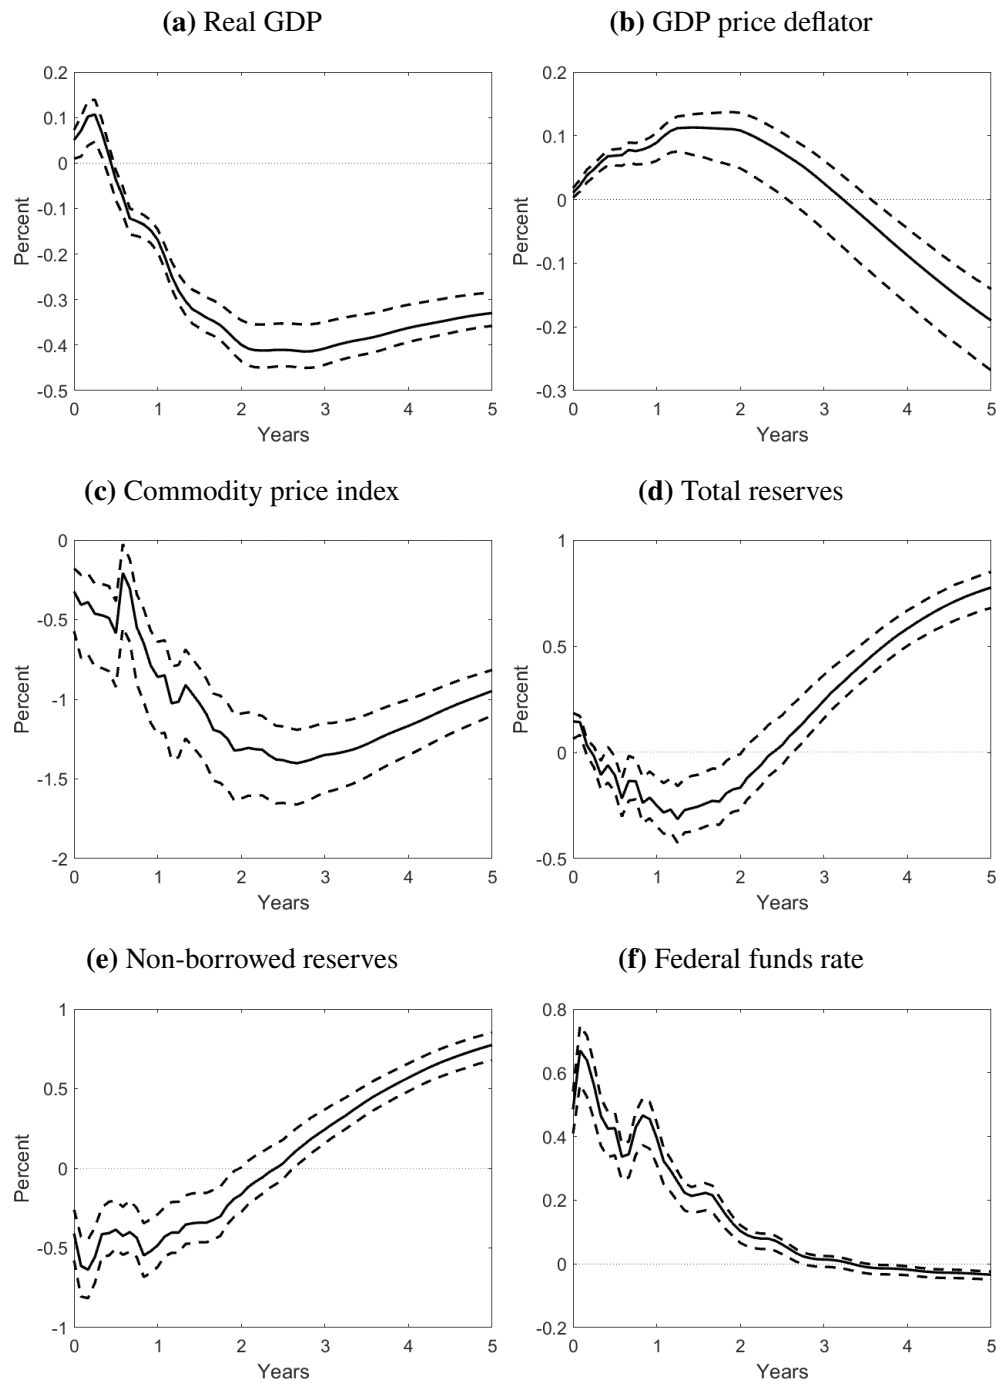 (a) Real GDP
(b) GDP price deflator
0.2
0.1
0
-0.1
-0.2
-0.3
-0.4
-0.5
Percent
0 1 2 3 4 5
Years
0.2
0.1
0
-0.1
-0.2
-0.3
Percent
0 1 2 3 4 5
Years
(c) Commodity price index
(d) Total reserves
0
-0.5
-1
-1.5
-2
Percent
0 1 2 3 4 5
Years
1
0.5
0
-0.5
Percent
0 1 2 3 4 5
Years
(e) Non-borrowed reserves
(f) Federal funds rate
1
0.5
0
-0.5
-1
Percent
0 1 2 3 4 5
Years
0.8
0.6
0.4
0.2
0
-0.2
Percent
0 1 2 3 4 5
Years